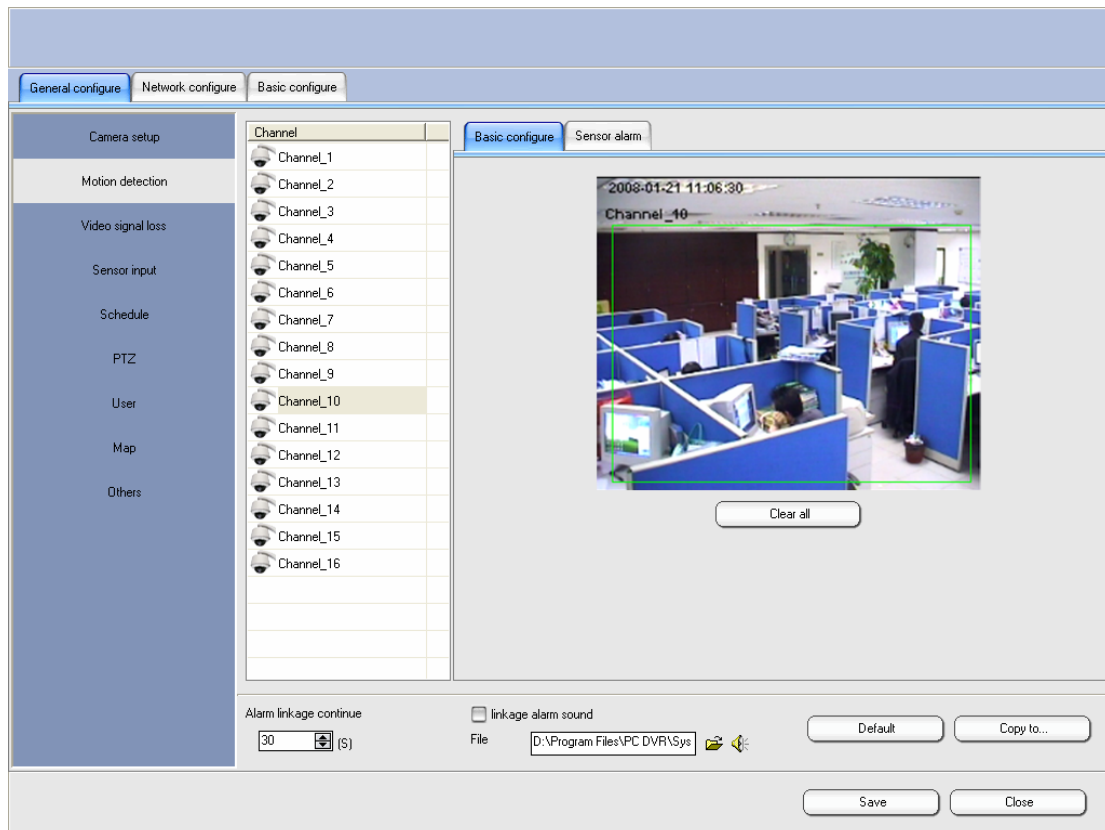 General configure
Network configure
Basic configure
Camera setup
Motion detection
Video signal loss
Sensor input
Schedule
PTZ
User
Map
Others
Channel
Channel_1
Channel_2
Channel_3
Channel_4
Channel_5
Channel_6
Channel_7
Channel_8
Channel_9
Channel_10
Channel_11
Channel_12
Channel_13
Channel_14
Channel_15
Channel_16
Basic configure
Sensor alarm
2008-01-21 11:06:30
Channel_10
Clear all
Alarm linkage continue
30 (S)
linkage alarm sound
File D:\Program Files\PC DVR\Sys
Default
Copy to...
Save
Close